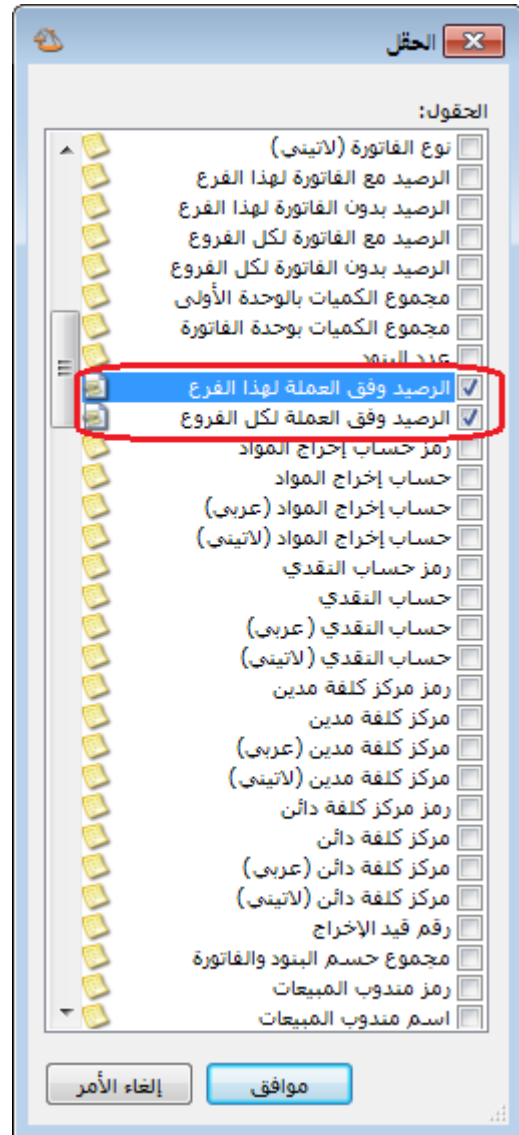 الحقل
الحقول:
نوع الفاتورة (لاتيني)
الرصيد مع الفاتورة لهذا الفرع
الرصيد بدون الفاتورة لهذا الفرع
الرصيد مع الفاتورة لكل الفروع
الرصيد بدون الفاتورة لكل الفروع
مجموع الكميات بالوحدة الأولى
مجموع الكميات بوحدة الفاتورة
عدد البنود
الرصيد وفق العملة لهذا الفرع
الرصيد وفق العملة لكل الفروع
رمز حساب إخراج المواد
حساب إخراج المواد
حساب إخراج المواد (عربي)
حساب إخراج المواد (لاتيني)
رمز حساب النقدي
حساب النقدي
حساب النقدي (عربي)
حساب النقدي (لاتيني)
رمز مركز كلفة مدين
مركز كلفة مدين
مركز كلفة مدين (عربي)
مركز كلفة مدين (لاتيني)
رمز مركز كلفة دائن
مركز كلفة دائن
مركز كلفة دائن (عربي)
مركز كلفة دائن (لاتيني)
رقم قيد الإخراج
مجموع حسم البنود والفاتورة
رمز مندوب المبيعات
اسم مندوب المبيعات
موافق
إلغاء الأمر